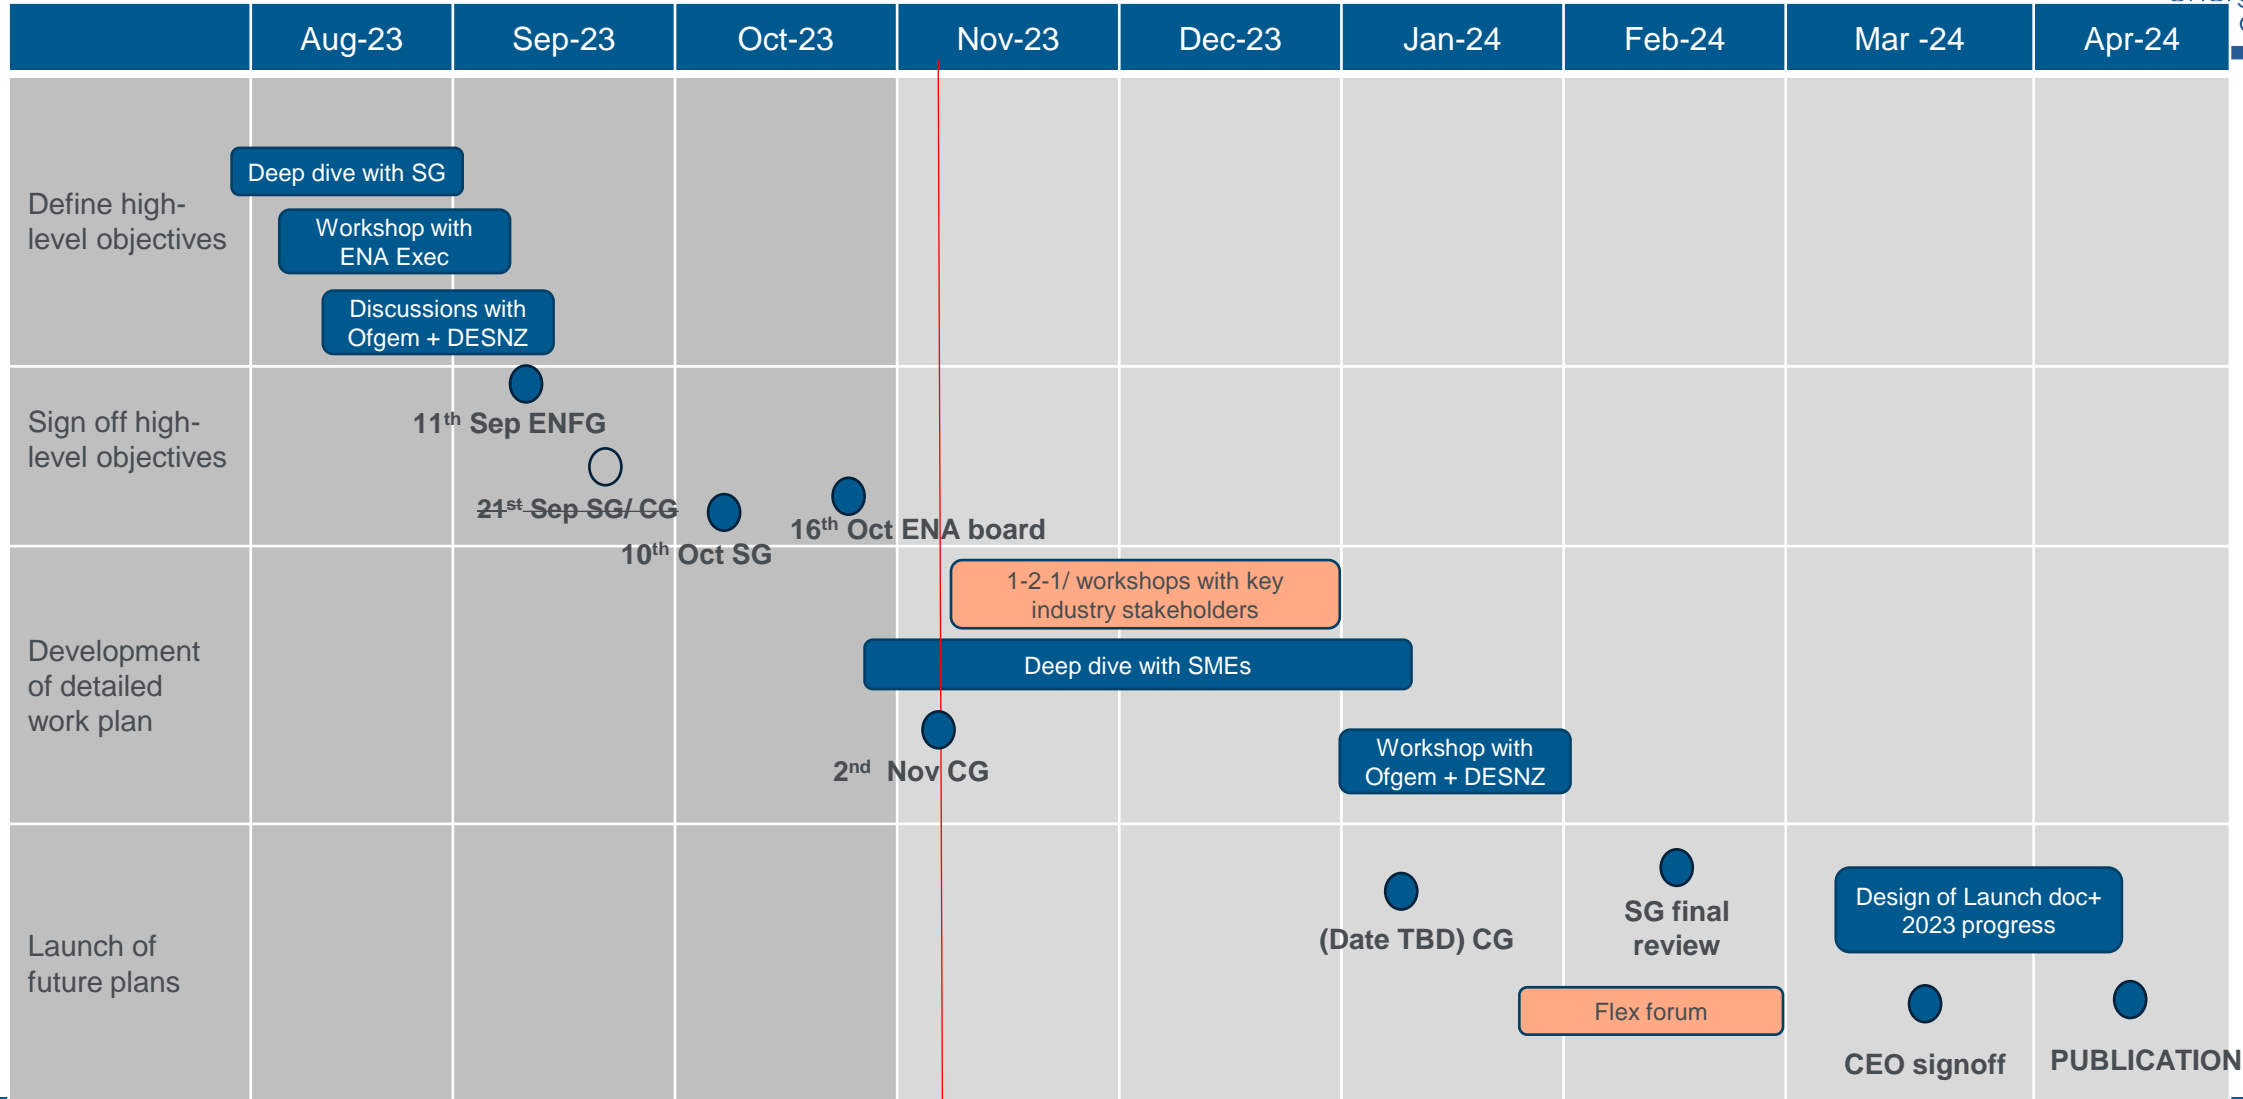 Aug-23
Sep-23
Oct-23
Nov-23
Dec-23
Jan-24
Feb-24
Mar -24
Apr-24
Define high-
level objectives
Deep dive with SG
Workshop with
ENA Exec
Discussions with
Ofgem + DESNZ
Sign off high-
level objectives
11th Sep ENFG
21st Sep SG/ CG
10th Oct SG
16th Oct ENA board
Development
of detailed
work plan
1-2-1/ workshops with key
industry stakeholders
Deep dive with SMEs
2nd Nov CG
Workshop with
Ofgem + DESNZ
Launch of
future plans
(Date TBD) CG
SG final
review
Flex forum
Design of Launch doc+
2023 progress
CEO signoff
PUBLICATION